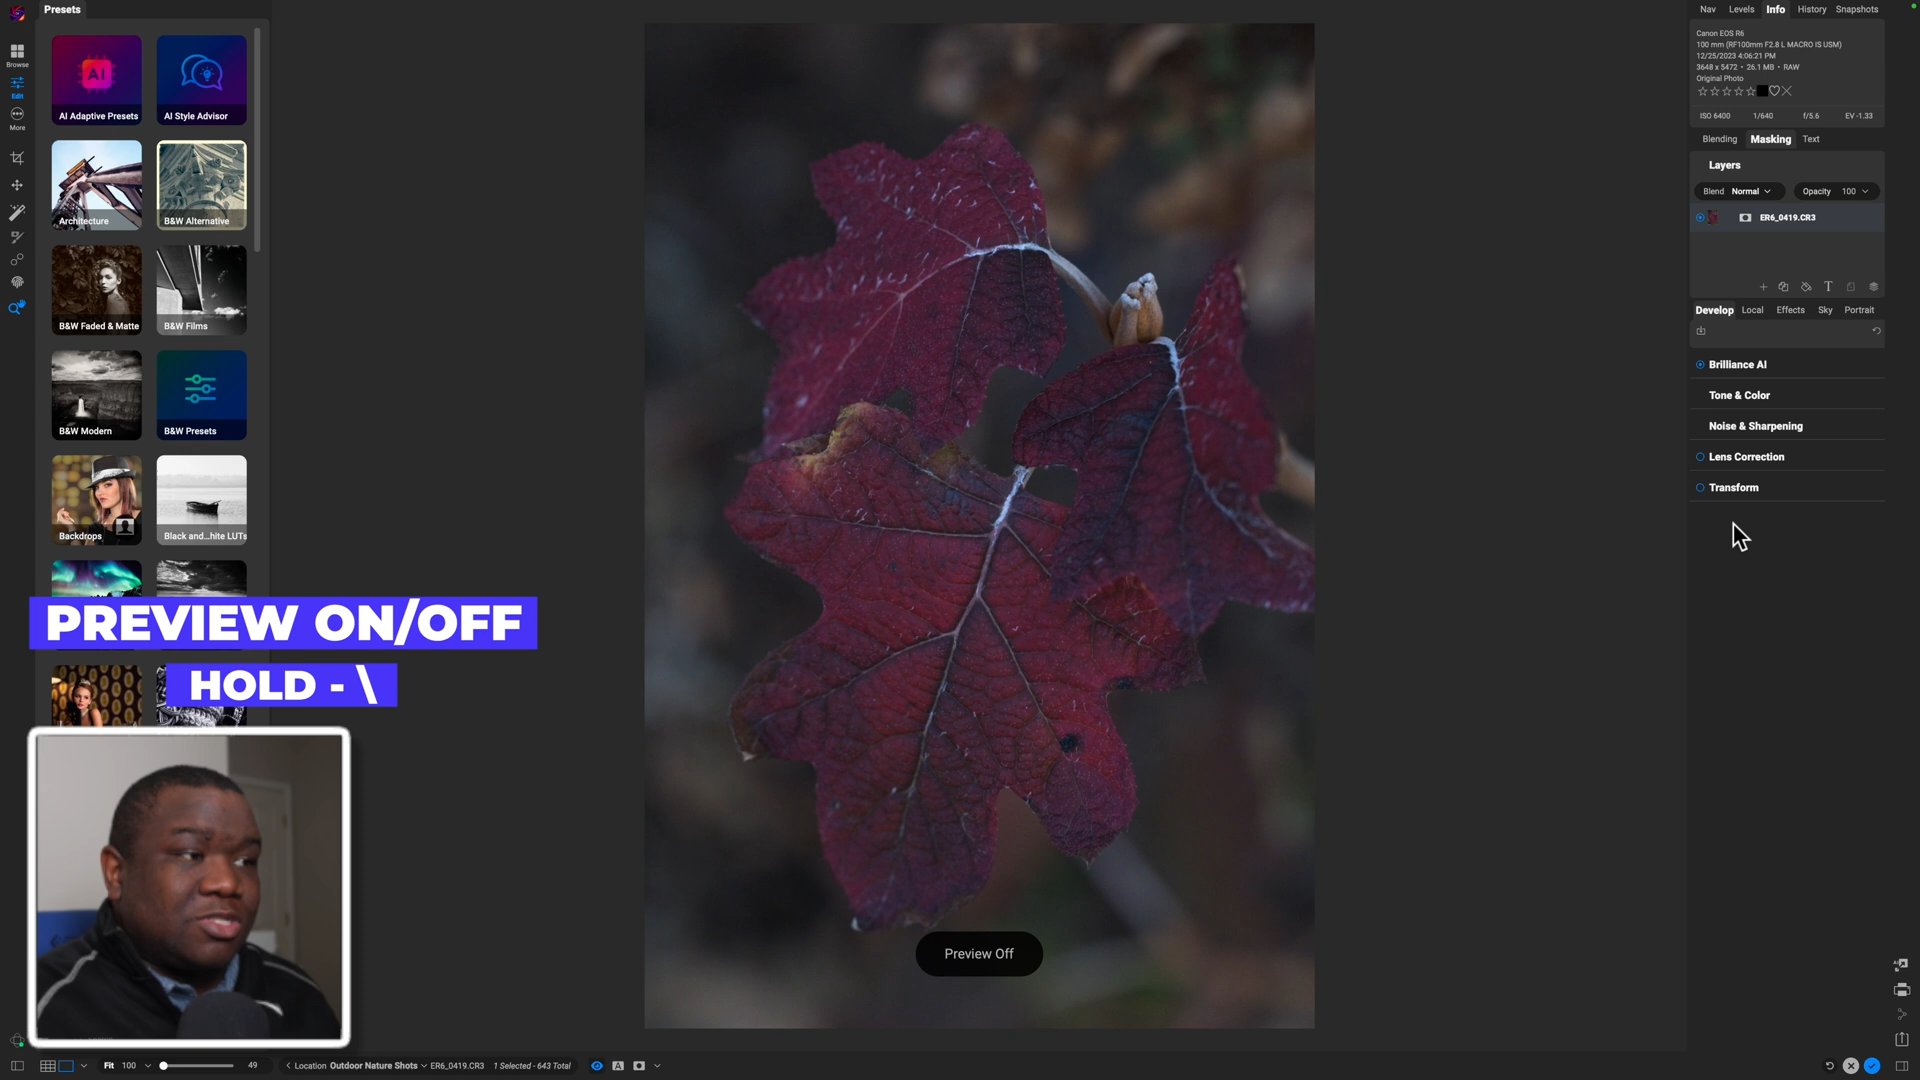 Presets
Nav Levels Info History Snapshots
Browse
Edit
More
AI
AI Adaptive Presets
AI Style Advisor
Architecture
B&W Alternative
B&W Faded & Matte
B&W Films
B&W Modern
B&W Presets
Backdrops
Black and...hite LUTs
PREVIEW ON/OFF
HOLD - \
Preview Off
Canon EOS R6
100 mm (RF100mm F2.8 L MACRO IS USM)
12/25/2023 4:06:21 PM
3648 x 5472 • 26.1 MB • RAW
Original Photo
ISO 6400 1/640 f/5.6 EV -1.33
Blending Masking Text
Layers
Blend Normal Opacity 100
ER6_0419.CR3
T
Develop Local Effects Sky Portrait
Brilliance AI
Tone & Color
Noise & Sharpening
Lens Correction
Transform
Fit 100 49 Location Outdoor Nature Shots ER6_0419.CR3 1 Selected - 643 Total A